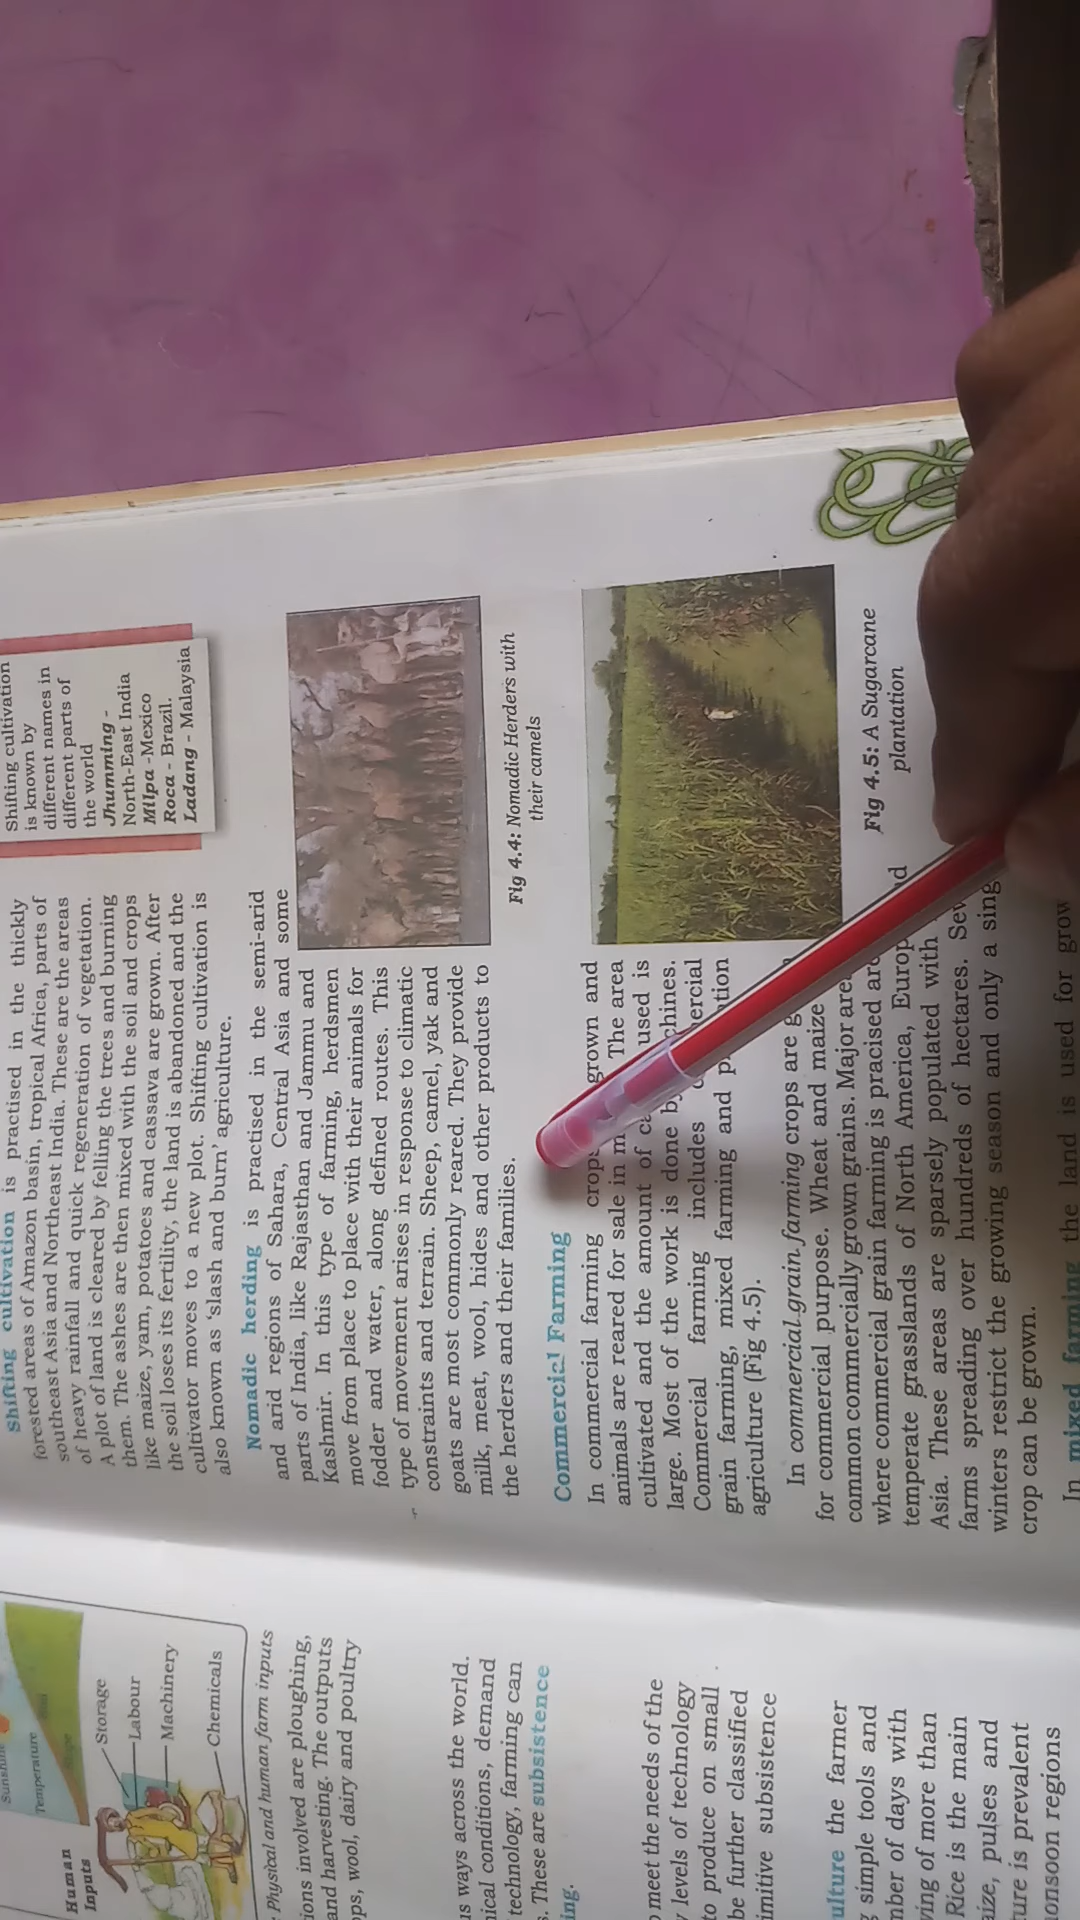 Sunshine
Temperature
Storage
Labour
Machinery
Chemicals
Human
Inputs
Physical and human farm inputs
ions involved are ploughing,
and harvesting. The outputs
ps, wool, dairy and poultry
us ways across the world.
ical conditions, demand
technology, farming can
. These are subsistence
ing.
meet the needs of the
levels of technology
to produce on small
be further classified
imitive subsistence
ulture the farmer
simple tools and
mber of days with
ving of more than
Rice is the main
ize, pulses and
ure is prevalent
onsoon regions
Shifting cultivation is practised in the thickly
forested areas of Amazon basin, tropical Africa, parts of
southeast Asia and Northeast India. These are the areas
of heavy rainfall and quick regeneration of vegetation.
A plot of land is cleared by felling the trees and burning
them. The ashes are then mixed with the soil and crops
like maize, yam, potatoes and cassava are grown. After
the soil loses its fertility, the land is abandoned and the
cultivator moves to a new plot. Shifting cultivation is
also known as 'slash and burn' agriculture.
Shifting cultivation
is known by
different names in
different parts of
the world
Jhumming -
North-East India
Milpa -Mexico
Roca - Brazil.
Ladang - Malaysia
Nomadic herding is practised in the semi-arid
and arid regions of Sahara, Central Asia and some
parts of India, like Rajasthan and Jammu and
Kashmir. In this type of farming, herdsmen
move from place to place with their animals for
fodder and water, along defined routes. This
type of movement arises in response to climatic
constraints and terrain. Sheep, camel, yak and
goats are most commonly reared. They provide
milk, meat, wool, hides and other products to
the herders and their families.
Fig 4.4: Nomadic Herders with
their camels
Commercial Farming
In commercial farming crops grown and
animals are reared for sale in m The area
cultivated and the amount of ca used is
large. Most of the work is done by chines.
Commercial farming includes c ercial
grain farming, mixed farming and p tion
agriculture (Fig 4.5).
Fig 4.5: A Sugarcane
plantation
In commercial grain farming crops are g
for commercial purpose. Wheat and maize
common commercially grown grains. Major are
where commercial grain farming is pracised are
temperate grasslands of North America, Europ d
Asia. These areas are sparsely populated with
farms spreading over hundreds of hectares. Sev
winters restrict the growing season and only a sing
crop can be grown.
In mixed farming the land is used for grow